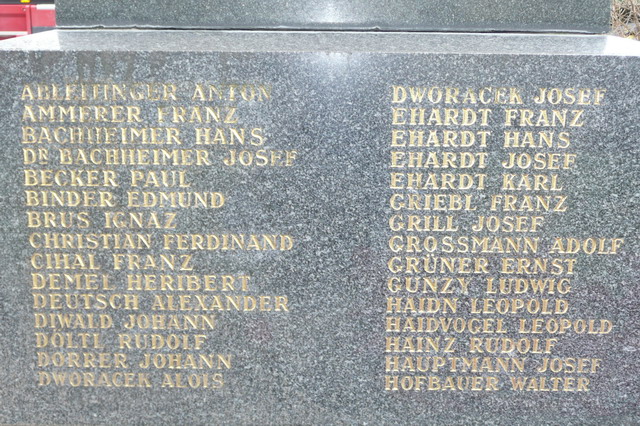 ABLEITINGER ANTON
AMMERER FRANZ
BACHHEIMER HANS
DR BACHHEIMER JOSEF
BECKER PAUL
BINDER EDMUND
BRUS IGNAZ
CHRISTIAN FERDINAND
CIHAL FRANZ
DEMEL HERIBERT
DEUTSCH ALEXANDER
DIWALD JOHANN
DÖLTL RUDOLF
DORRER JOHANN
DWORACEK ALOIS
DWORACEK JOSEF
EHARDT FRANZ
EHARDT HANS
EHARDT JOSEF
EHARDT KARL
GRIEBL FRANZ
GRILL JOSEF
GROSSMANN ADOLF
GRÜNER ERNST
GUNZY LUDWIG
HAIDN LEOPOLD
HAIDVOGEL LEOPOLD
HAINZ RUDOLF
HAUPTMANN JOSEF
HOFBAUER WALTER